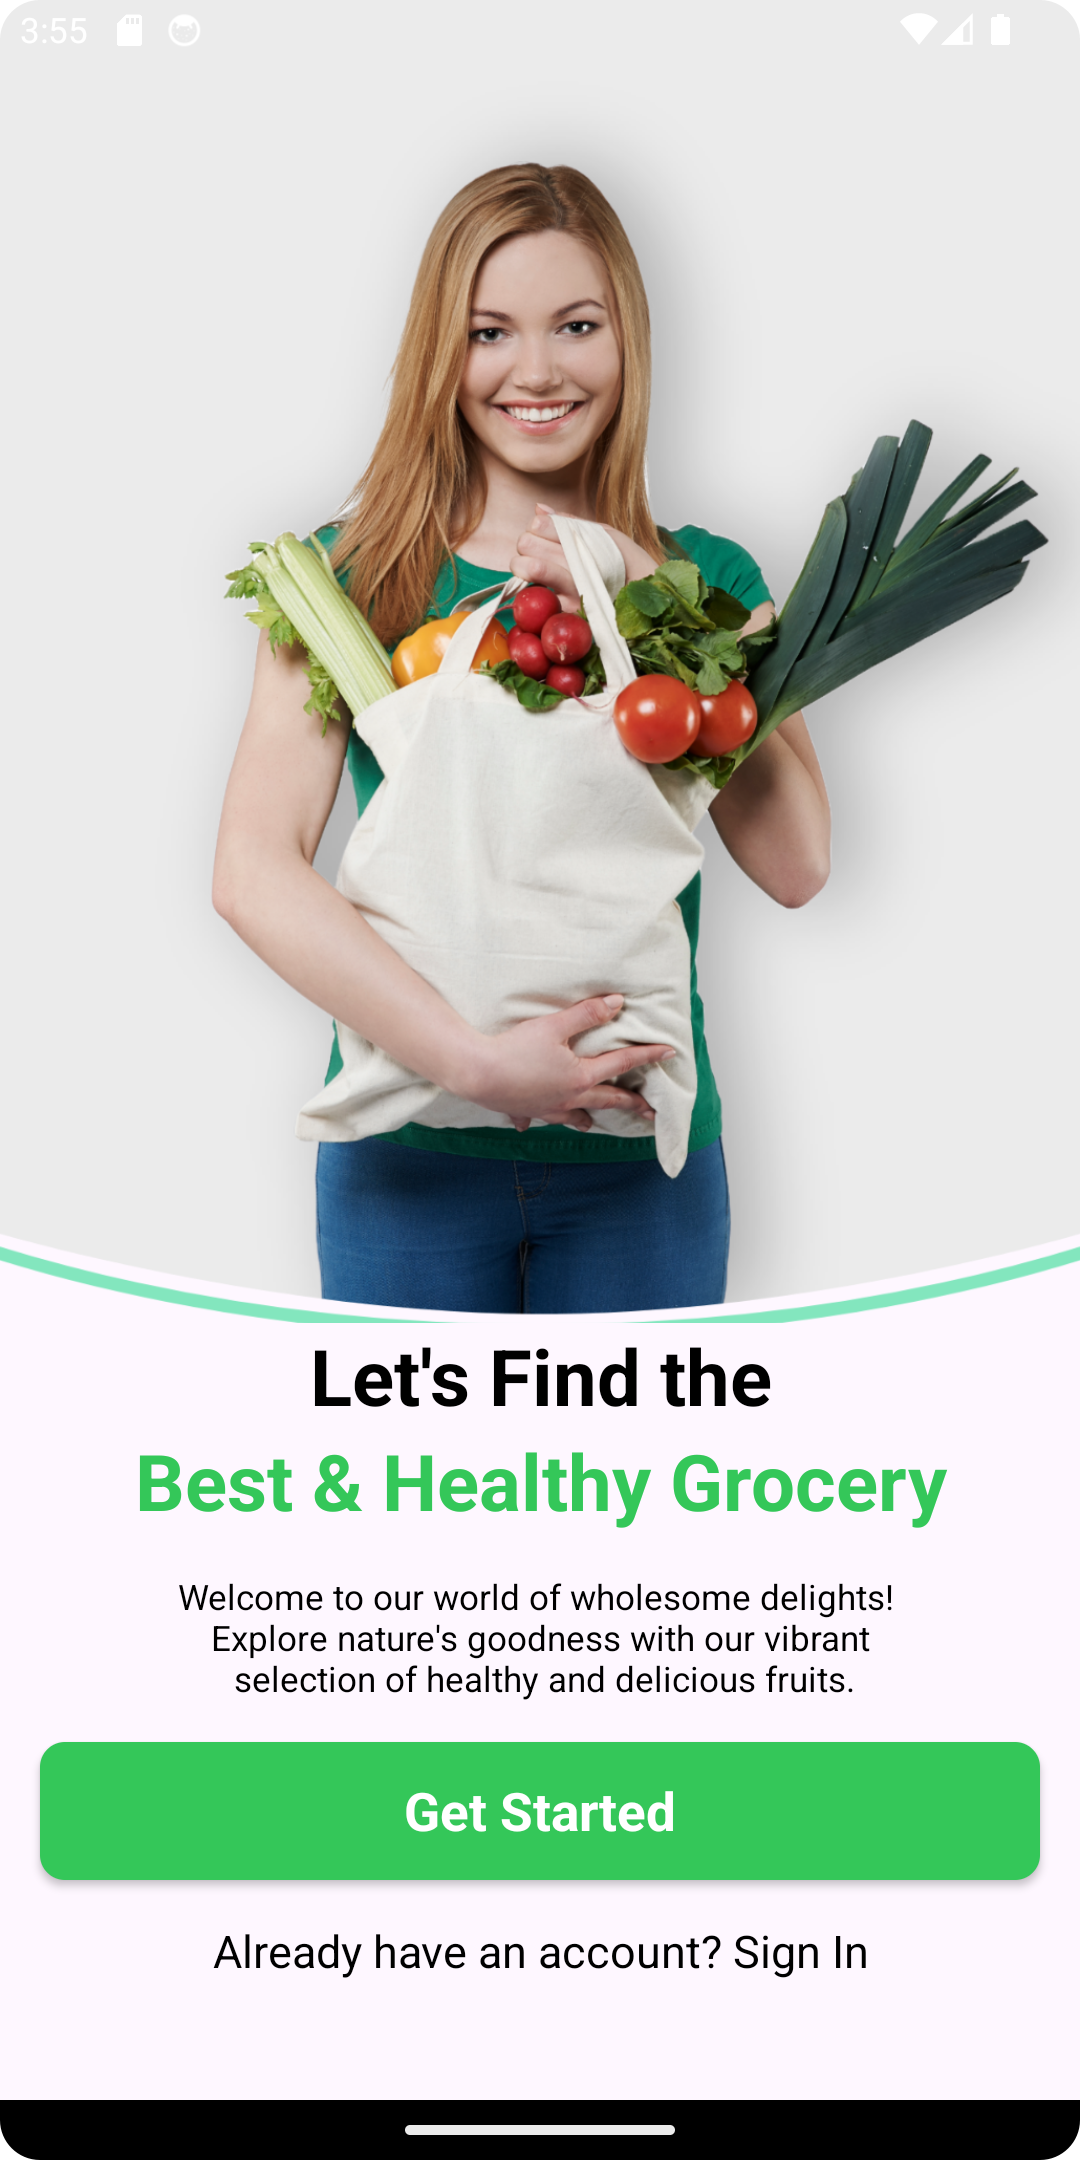 3:55
Let's Find the
Best & Healthy Grocery
Welcome to our world of wholesome delights!
Explore nature's goodness with our vibrant
selection of healthy and delicious fruits.
Get Started
Already have an account? Sign In